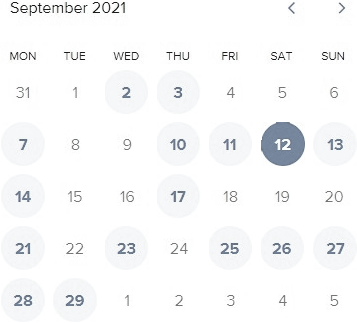 September 2021
MON TUE WED THU FRI SAT SUN
31 1 2 3 4 5 6
7 8 9 10 11 12 13
14 15 16 17 18 19 20
21 22 23 24 25 26 27
28 29 1 2 3 4 5